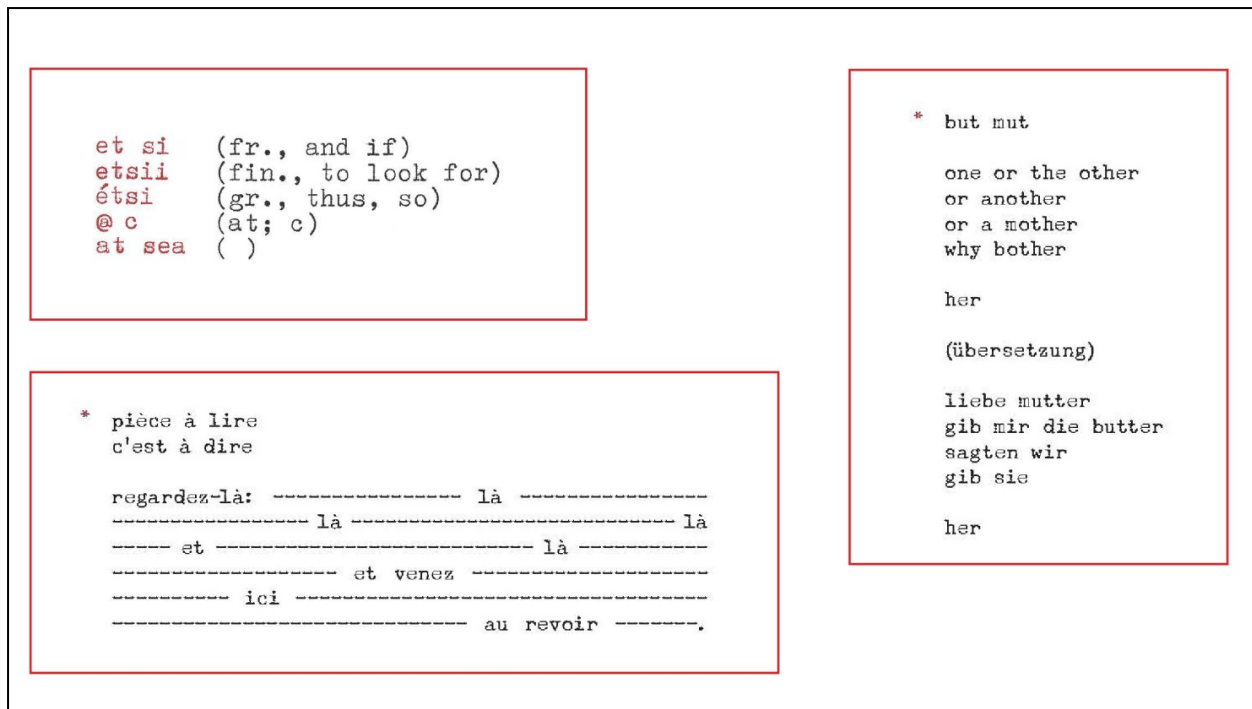 et si (fr., and if)
etsii (fin., to look for)
étsi (gr., thus, so)
@ c (at; c)
at sea ( )
* pièce à lire
c'est à dire
regardez-là: ---------------- là ----------------
----------------- là ---------------------------- là
----- et --------------------------- là -----------
------------------- et venez --------------------
---------- ici -----------------------------------
------------------------------ au revoir -------.
* but mut
one or the other
or another
or a mother
why bother
her
(übersetzung)
liebe mutter
gib mir die butter
sagten wir
gib sie
her